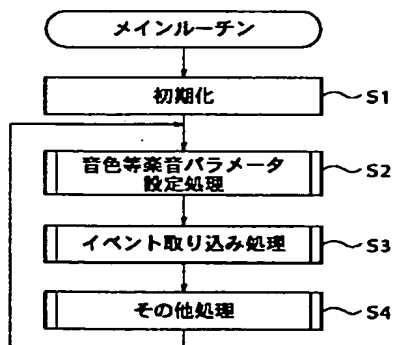 メインルーチン
初期化
S1
音色等楽音パラメータ
設定処理
S2
イベント取り込み処理
S3
その他処理
S4